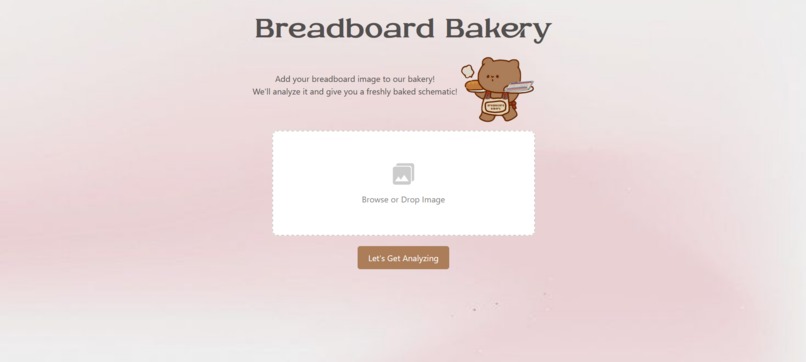 Breadboard Bakery
Add your breadboard image to our bakery!
We'll analyze it and give you a freshly baked schematic!
Browse or Drop Image
Let's Get Analyzing